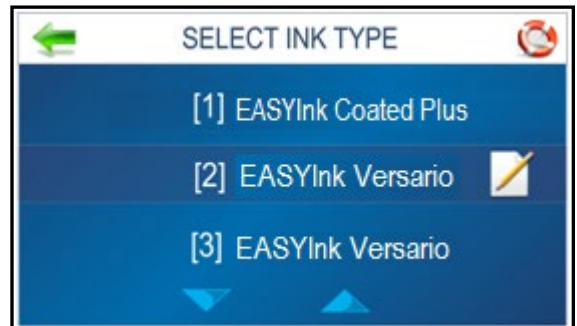 SELECT INK TYPE
[1] EASYInk Coated Plus
[2] EASYInk Versario
[3] EASYInk Versario